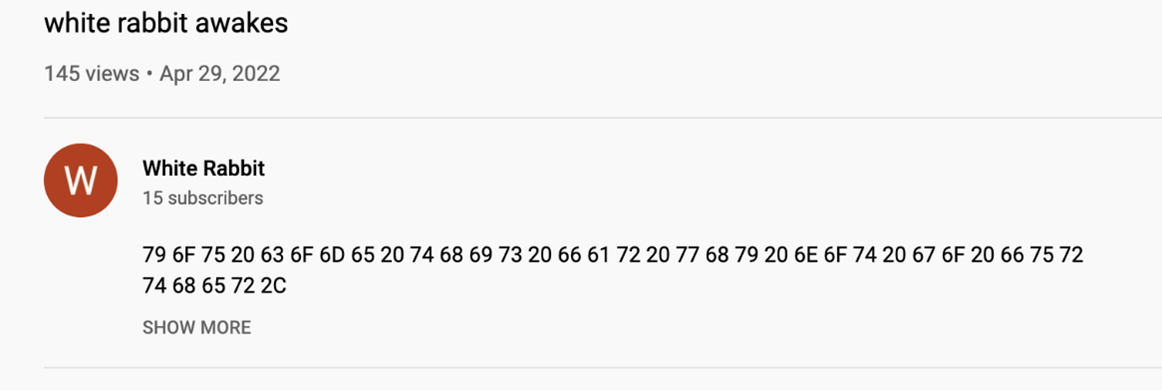 white rabbit awakes
145 views • Apr 29, 2022
W
White Rabbit
15 subscribers
79 6F 75 20 63 6F 6D 65 20 74 68 69 73 20 66 61 72 20 77 68 79 20 6E 6F 74 20 67 6F 20 66 75 72
74 68 65 72 2C
SHOW MORE